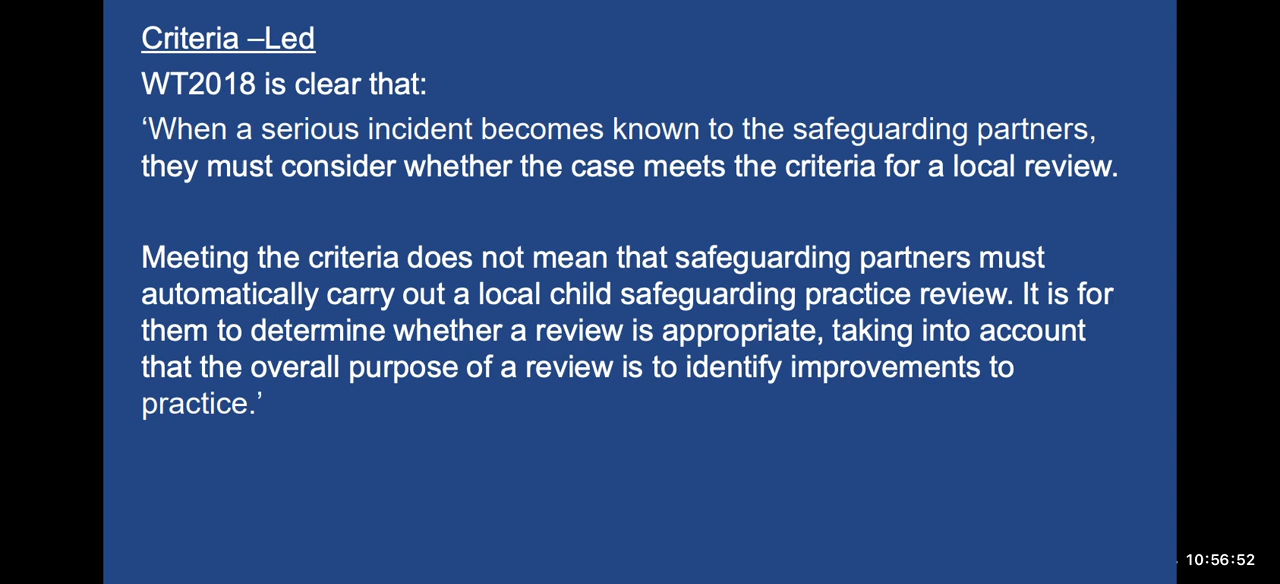 Criteria –Led
WT2018 is clear that:
‘When a serious incident becomes known to the safeguarding partners,
they must consider whether the case meets the criteria for a local review.
Meeting the criteria does not mean that safeguarding partners must
automatically carry out a local child safeguarding practice review. It is for
them to determine whether a review is appropriate, taking into account
that the overall purpose of a review is to identify improvements to
practice.’
10:56:52